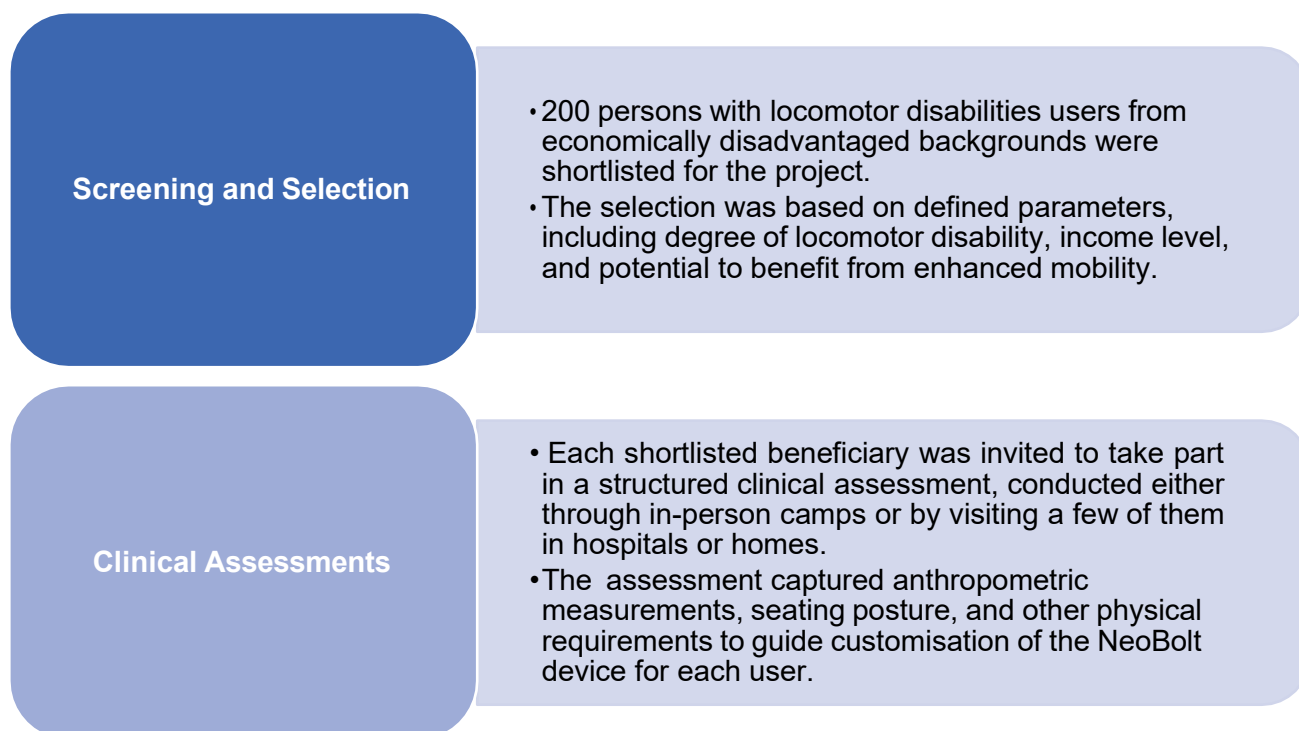 Screening and Selection
•200 persons with locomotor disabilities users from
economically disadvantaged backgrounds were
shortlisted for the project.
•The selection was based on defined parameters,
including degree of locomotor disability, income level,
and potential to benefit from enhanced mobility.
Clinical Assessments
• Each shortlisted beneficiary was invited to take part
in a structured clinical assessment, conducted either
through in-person camps or by visiting a few of them
in hospitals or homes.
•The assessment captured anthropometric
measurements, seating posture, and other physical
requirements to guide customisation of the NeoBolt
device for each user.